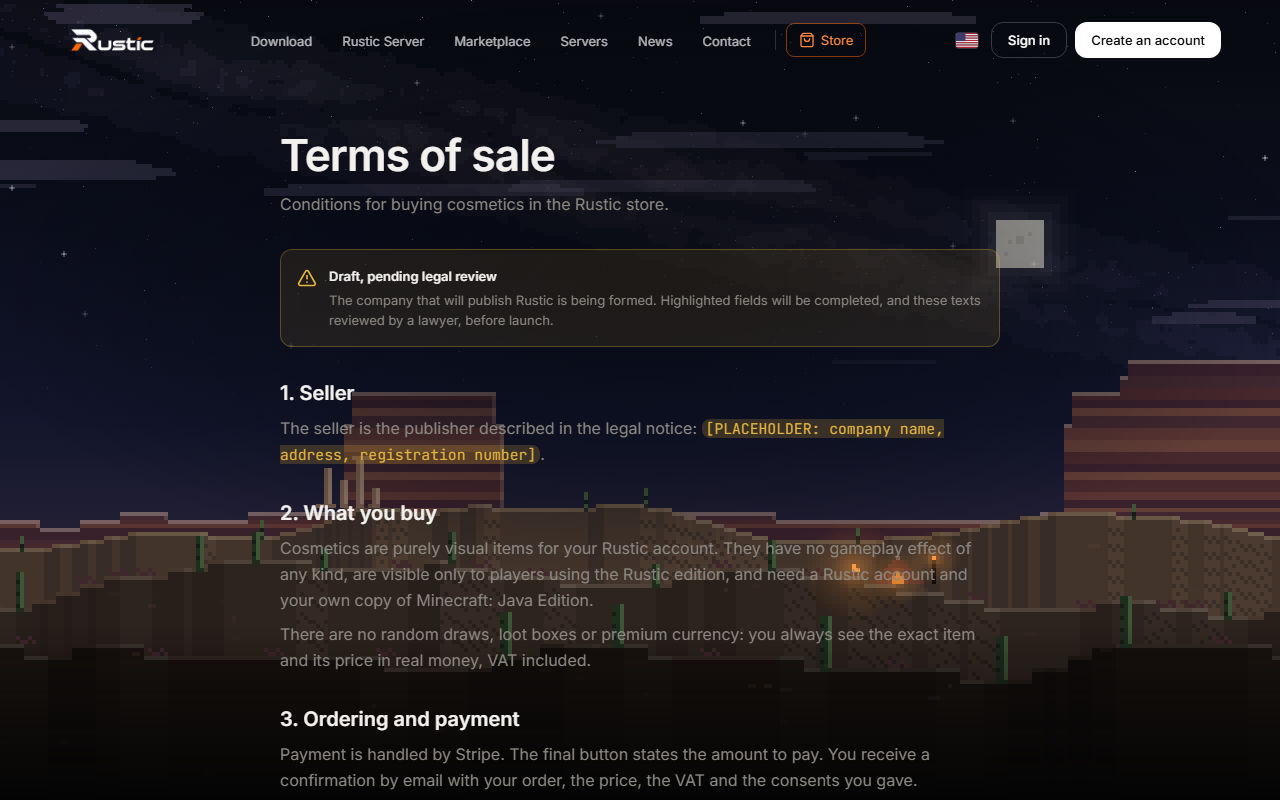 Rustic
Download Rustic Server Marketplace Servers News Contact Store Sign in Create an account
Terms of sale
Conditions for buying cosmetics in the Rustic store.
Draft, pending legal review
The company that will publish Rustic is being formed. Highlighted fields will be completed, and these texts
reviewed by a lawyer, before launch.
1. Seller
The seller is the publisher described in the legal notice: [PLACEHOLDER: company name,
address, registration number].
2. What you buy
Cosmetics are purely visual items for your Rustic account. They have no gameplay effect of
any kind, are visible only to players using the Rustic edition, and need a Rustic account and
your own copy of Minecraft: Java Edition.
There are no random draws, loot boxes or premium currency: you always see the exact item
and its price in real money, VAT included.
3. Ordering and payment
Payment is handled by Stripe. The final button states the amount to pay. You receive a
confirmation by email with your order, the price, the VAT and the consents you gave.